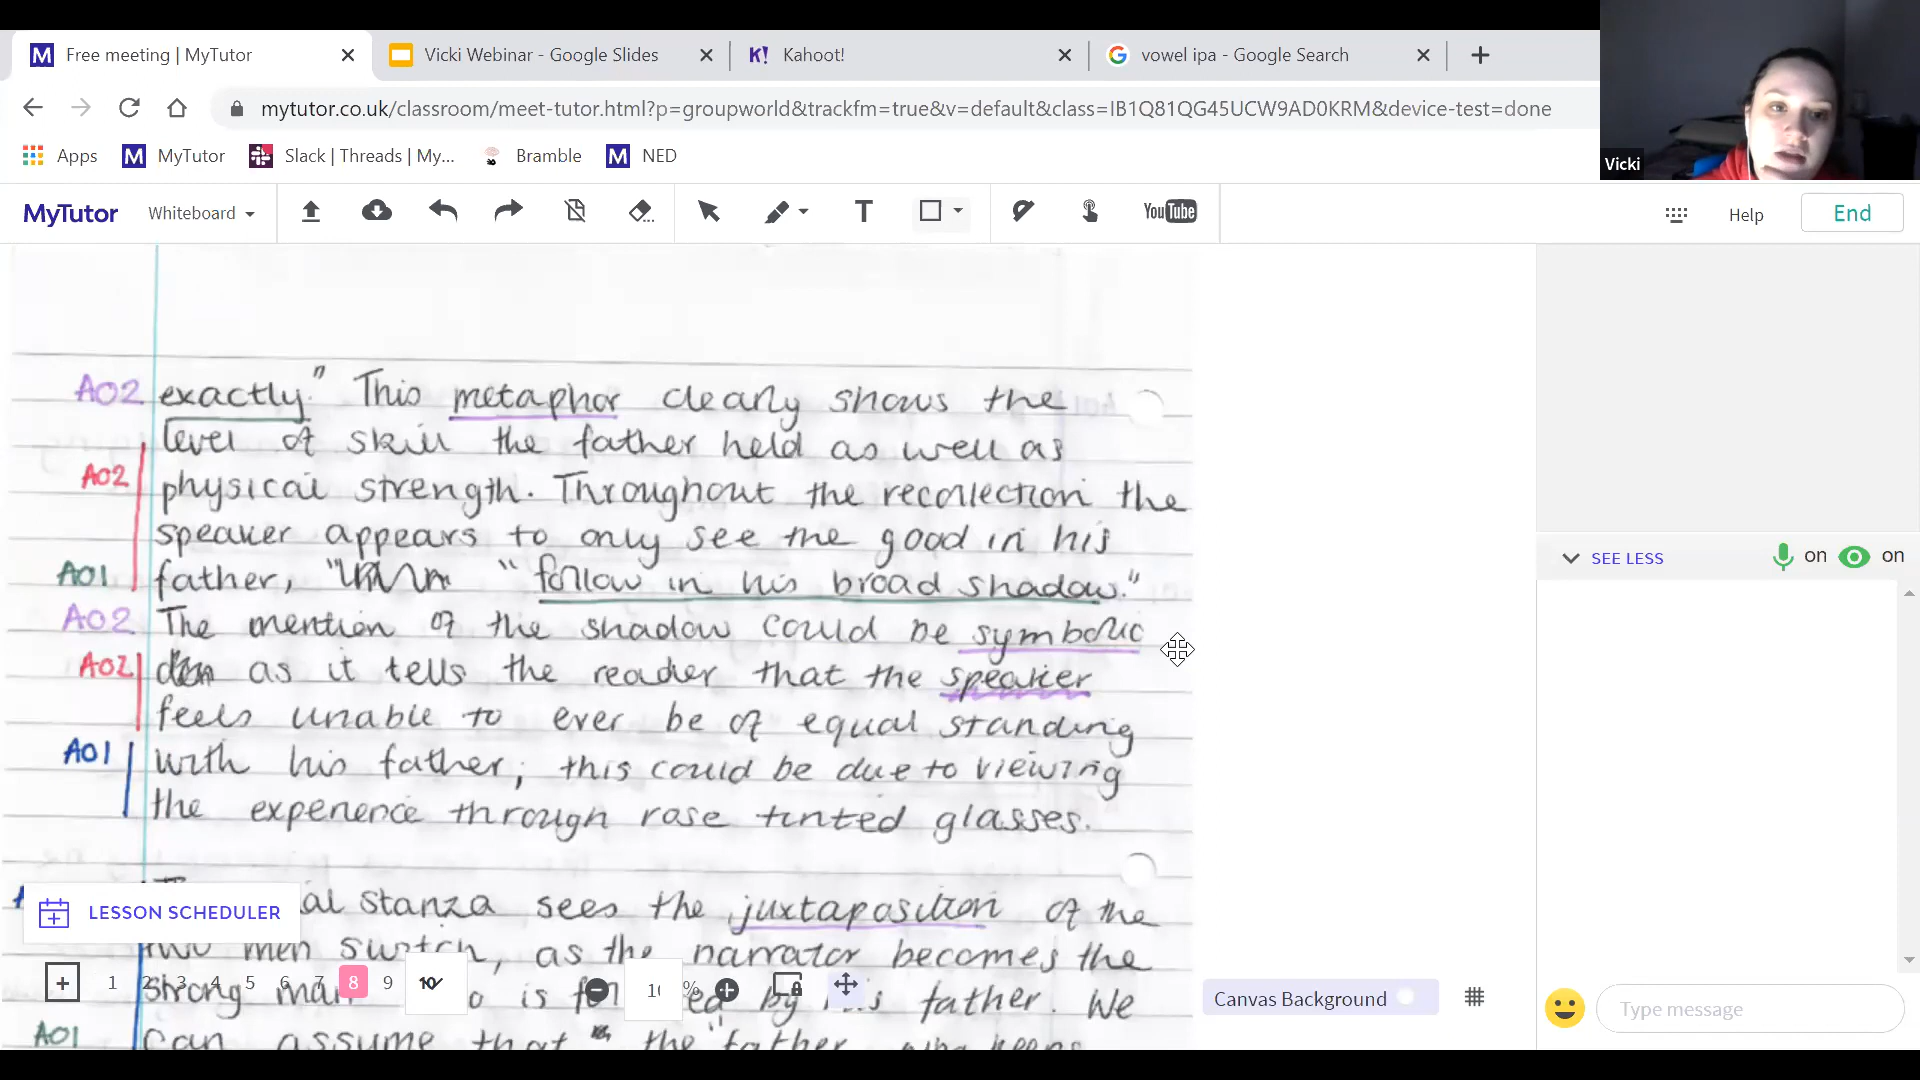 Free meeting | MyTutor
Vicki Webinar - Google Slides
K! Kahoot!
vowel ipa - Google Search
mytutor.co.uk/classroom/meet-tutor.html?p=groupworld&trackfm=true&v=default&class=IB1Q81QG45UCW9AD0KRM&device-test=done
Apps MyTutor Slack | Threads | My... Bramble NED
Vicki
MyTutor Whiteboard T YouTube Help End
AO2 exactly." This metaphor clearly shows the
level of skill the father held as well as
AO2 physical strength. Throughout the recollection the
speaker appears to only see the good in his
AO1 father, " "follow in his broad shadow."
AO2 The mention of the shadow could be symbolic
AO2 as it tells the reader that the speaker
feels unable to ever be of equal standing
AO1 with his father; this could be due to viewing
the experience through rose tinted glasses.
stanza sees the juxtaposition of the
two men switch, as the narrator becomes the
strong man is by his father. We
AO1 can assume that the "father who keeps
SEE LESS on on
LESSON SCHEDULER
1 2 3 4 5 6 7 8 9 10 %
Canvas Background
Type message